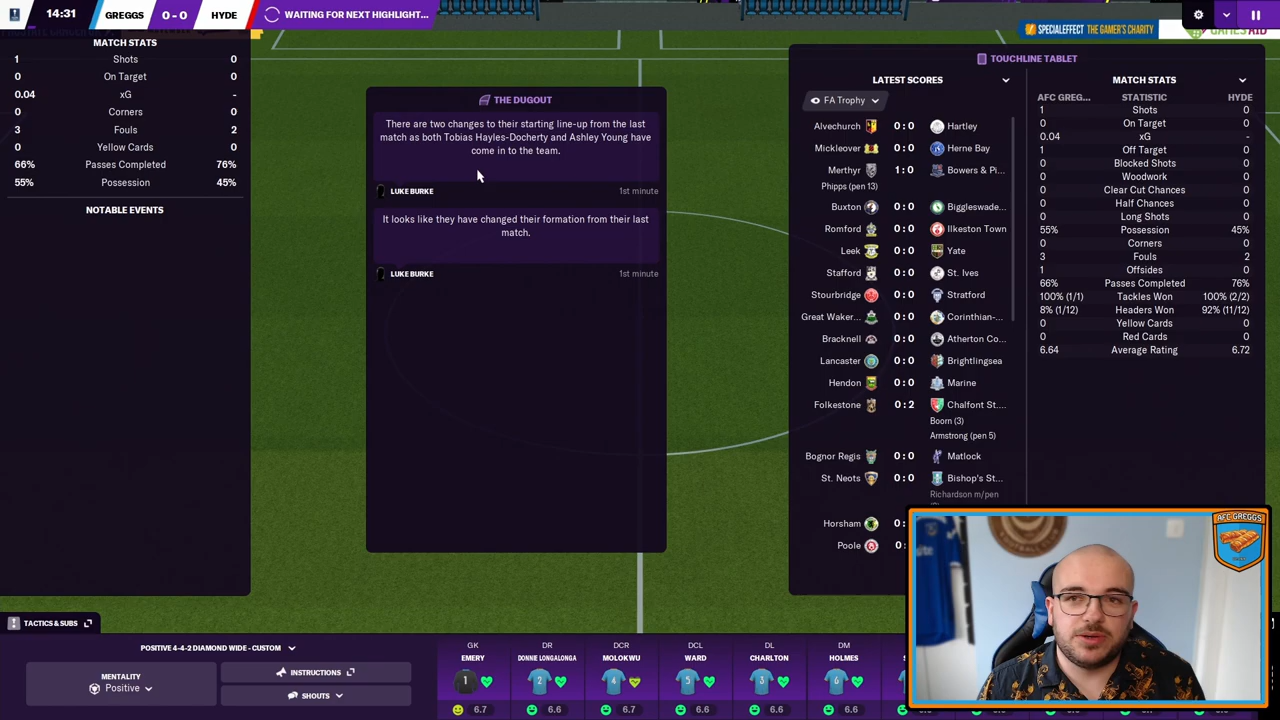 14:31
GREGGS
0 - 0
HYDE
WAITING FOR NEXT HIGHLIGHT...
SPECIALEFFECT THE GAMER'S CHARITY
MATCH STATS
1 Shots 0
0 On Target 0
0.04 xG -
0 Corners 0
3 Fouls 2
0 Yellow Cards 0
66% Passes Completed 76%
55% Possession 45%
NOTABLE EVENTS
THE DUGOUT
There are two changes to their starting line-up from the last
match as both Tobias Hayles-Docherty and Ashley Young have
come in to the team.
LUKE BURKE 1st minute
It looks like they have changed their formation from their last
match.
LUKE BURKE 1st minute
TOUCHLINE TABLET
LATEST SCORES
FA Trophy
Alvechurch 0 : 0 Hartley
Mickleover 0 : 0 Herne Bay
Merthyr 1 : 0 Bowers & Pi...
Phipps (pen 13)
Buxton 0 : 0 Biggleswade...
Romford 0 : 0 Ilkeston Town
Leek 0 : 0 Yate
Stafford 0 : 0 St. Ives
Stourbridge 0 : 0 Stratford
Great Waker... 0 : 0 Corinthian-...
Bracknell 0 : 0 Atherton Co...
Lancaster 0 : 0 Brightlingsea
Hendon 0 : 0 Marine
Folkestone 0 : 2 Chalfont St....
Boorn (3)
Armstrong (pen 5)
Bognor Regis 0 : 0 Matlock
St. Neots 0 : 0 Bishop's St...
Richardson m/pen
Horsham 0 :
Poole 0 :
MATCH STATS
AFC GREG... STATISTIC HYDE
1 Shots 0
0 On Target 0
0.04 xG -
1 Off Target 0
0 Blocked Shots 0
0 Woodwork 0
0 Clear Cut Chances 0
0 Half Chances 0
0 Long Shots 0
55% Possession 45%
0 Corners 0
3 Fouls 2
1 Offsides 0
66% Passes Completed 76%
100% (1/1) Tackles Won 100% (2/2)
8% (1/12) Headers Won 92% (11/12)
0 Yellow Cards 0
0 Red Cards 0
6.64 Average Rating 6.72
AFC GREGGS
TACTICS & SUBS
POSITIVE 4-4-2 DIAMOND WIDE - CUSTOM
MENTALITY
Positive
INSTRUCTIONS
SHOUTS
GK DR DCR DCL DL DM
EMERY DONNE LONGALONGA MOLOKWU WARD CHARLTON HOLMES
1 2 4 5 3 6
6.7 6.6 6.7 6.6 6.6 6.6